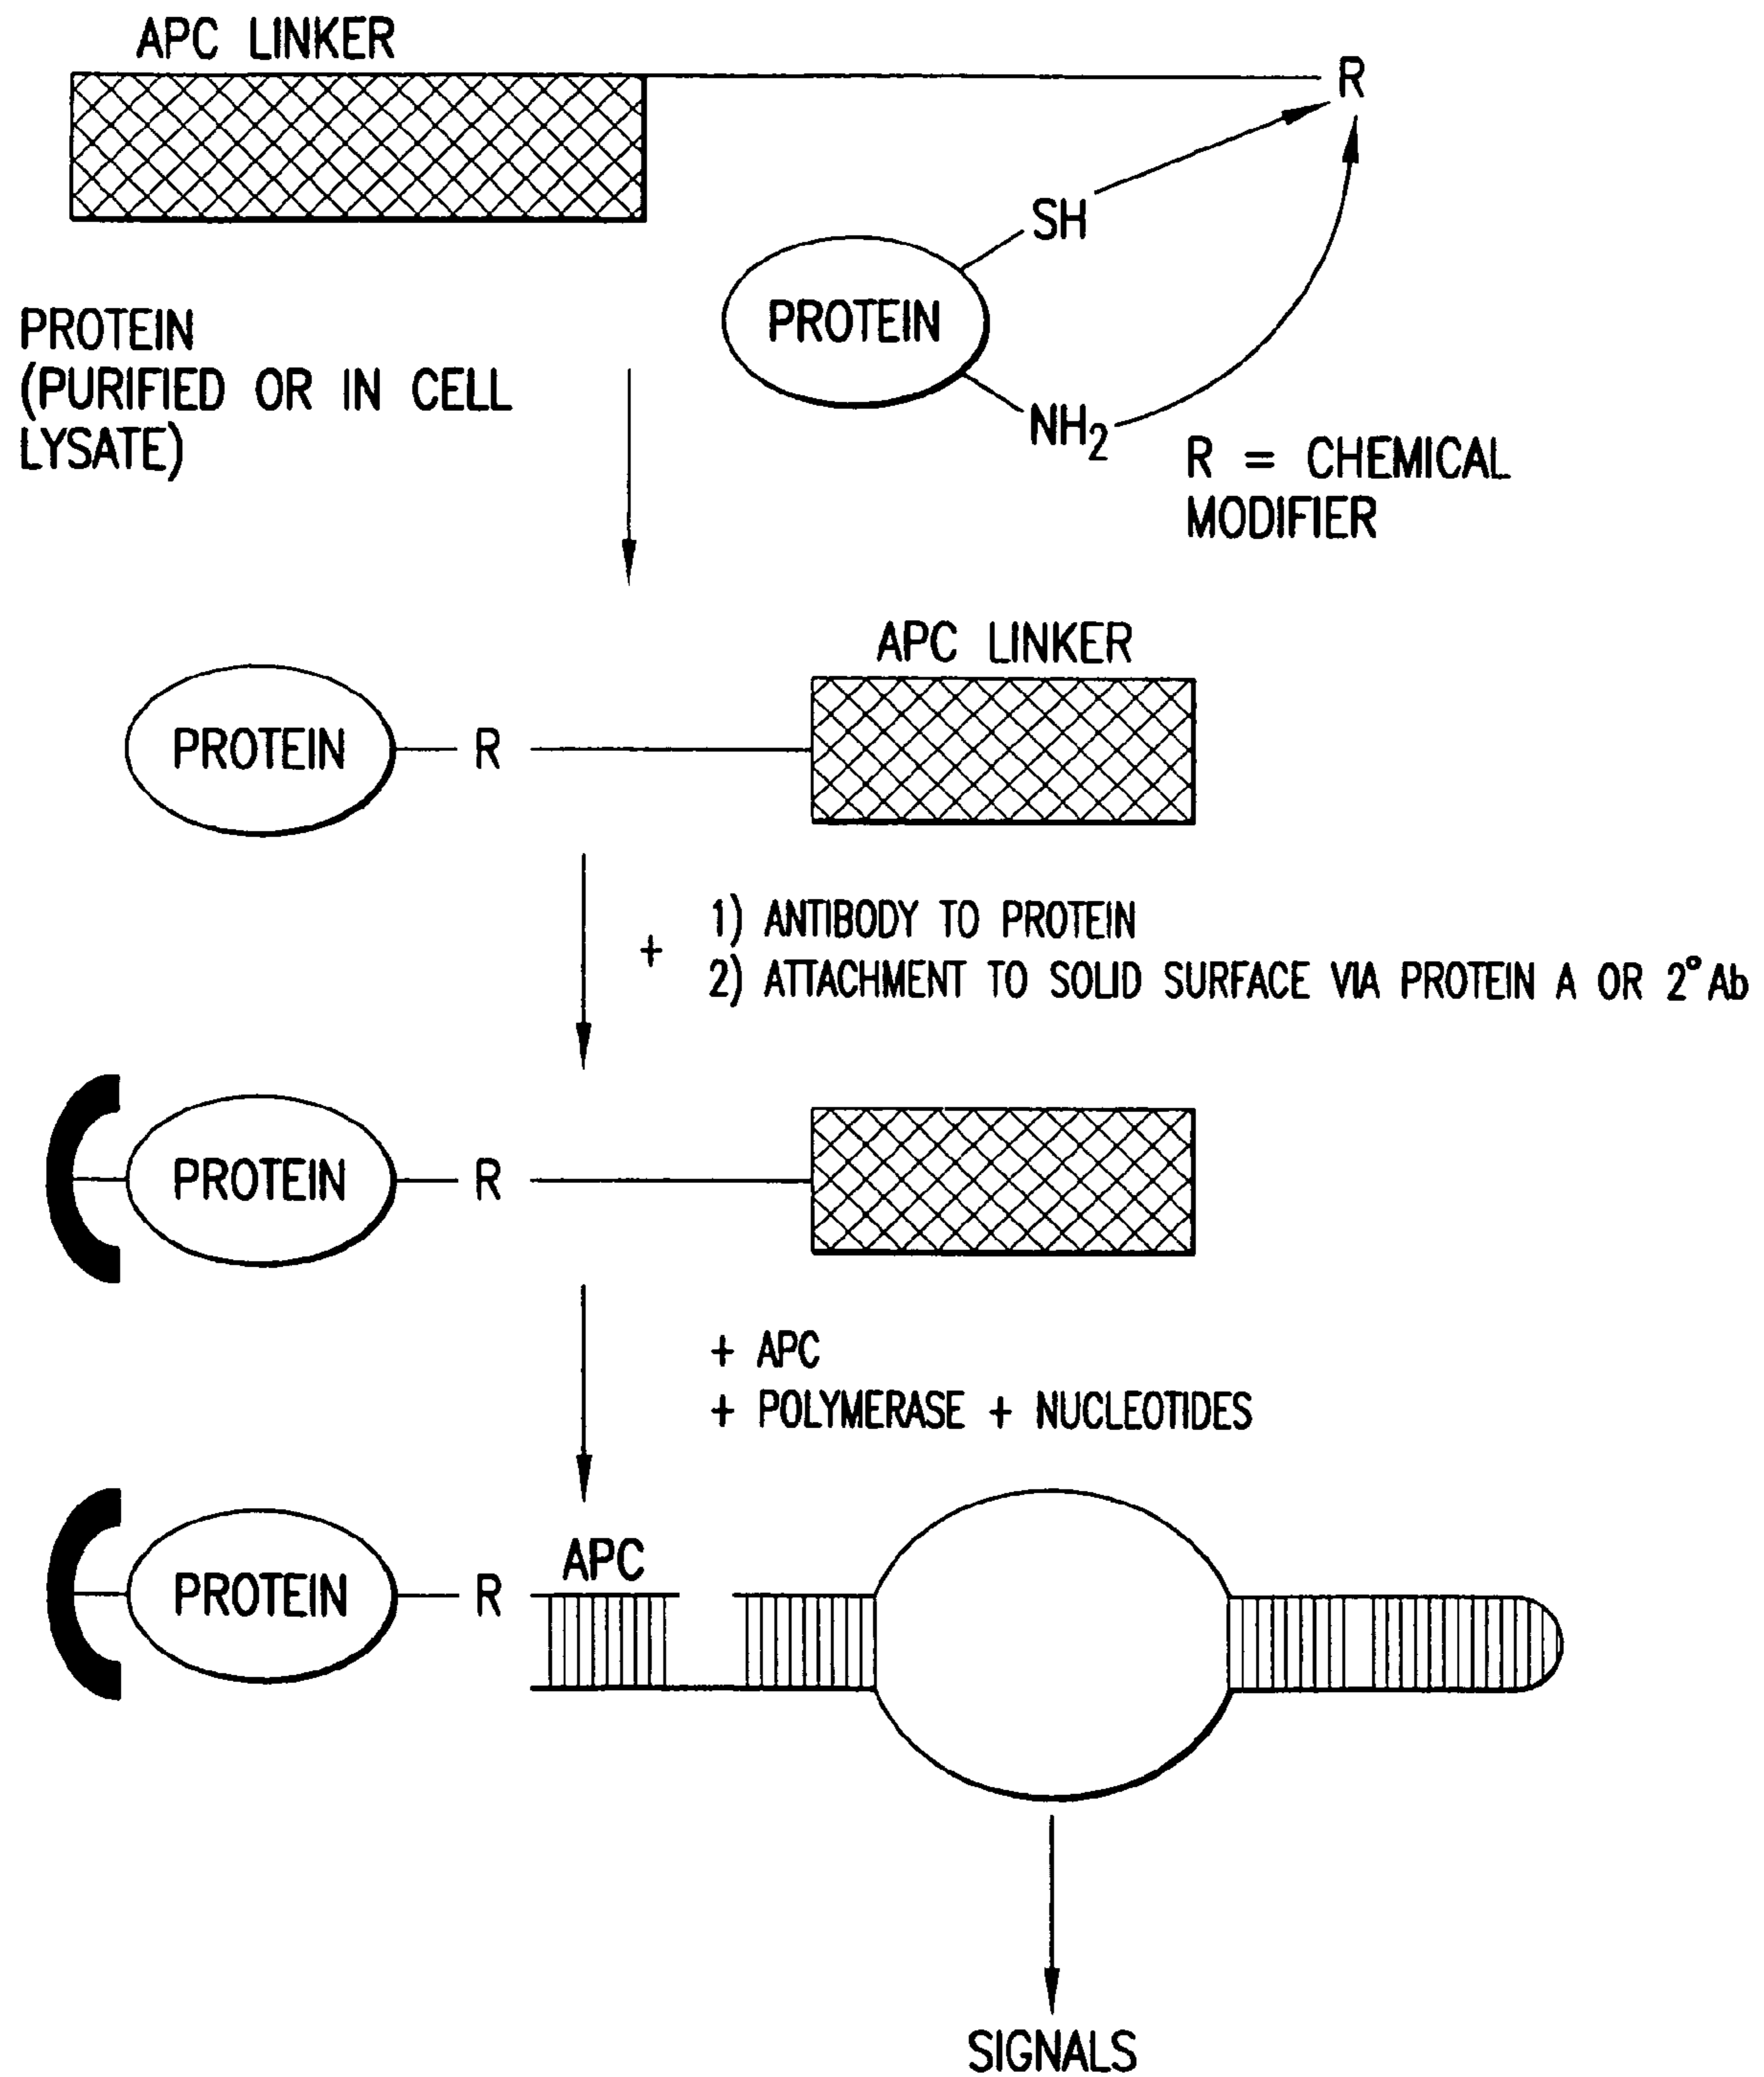 APC LINKER
R
SH
PROTEIN
NH2
PROTEIN
(PURIFIED OR IN CELL
LYSATE)
R = CHEMICAL
MODIFIER
APC LINKER
PROTEIN
R
+
1) ANTIBODY TO PROTEIN
2) ATTACHMENT TO SOLID SURFACE VIA PROTEIN A OR 2° Ab
PROTEIN
R
+ APC
+ POLYMERASE + NUCLEOTIDES
APC
PROTEIN
R
SIGNALS